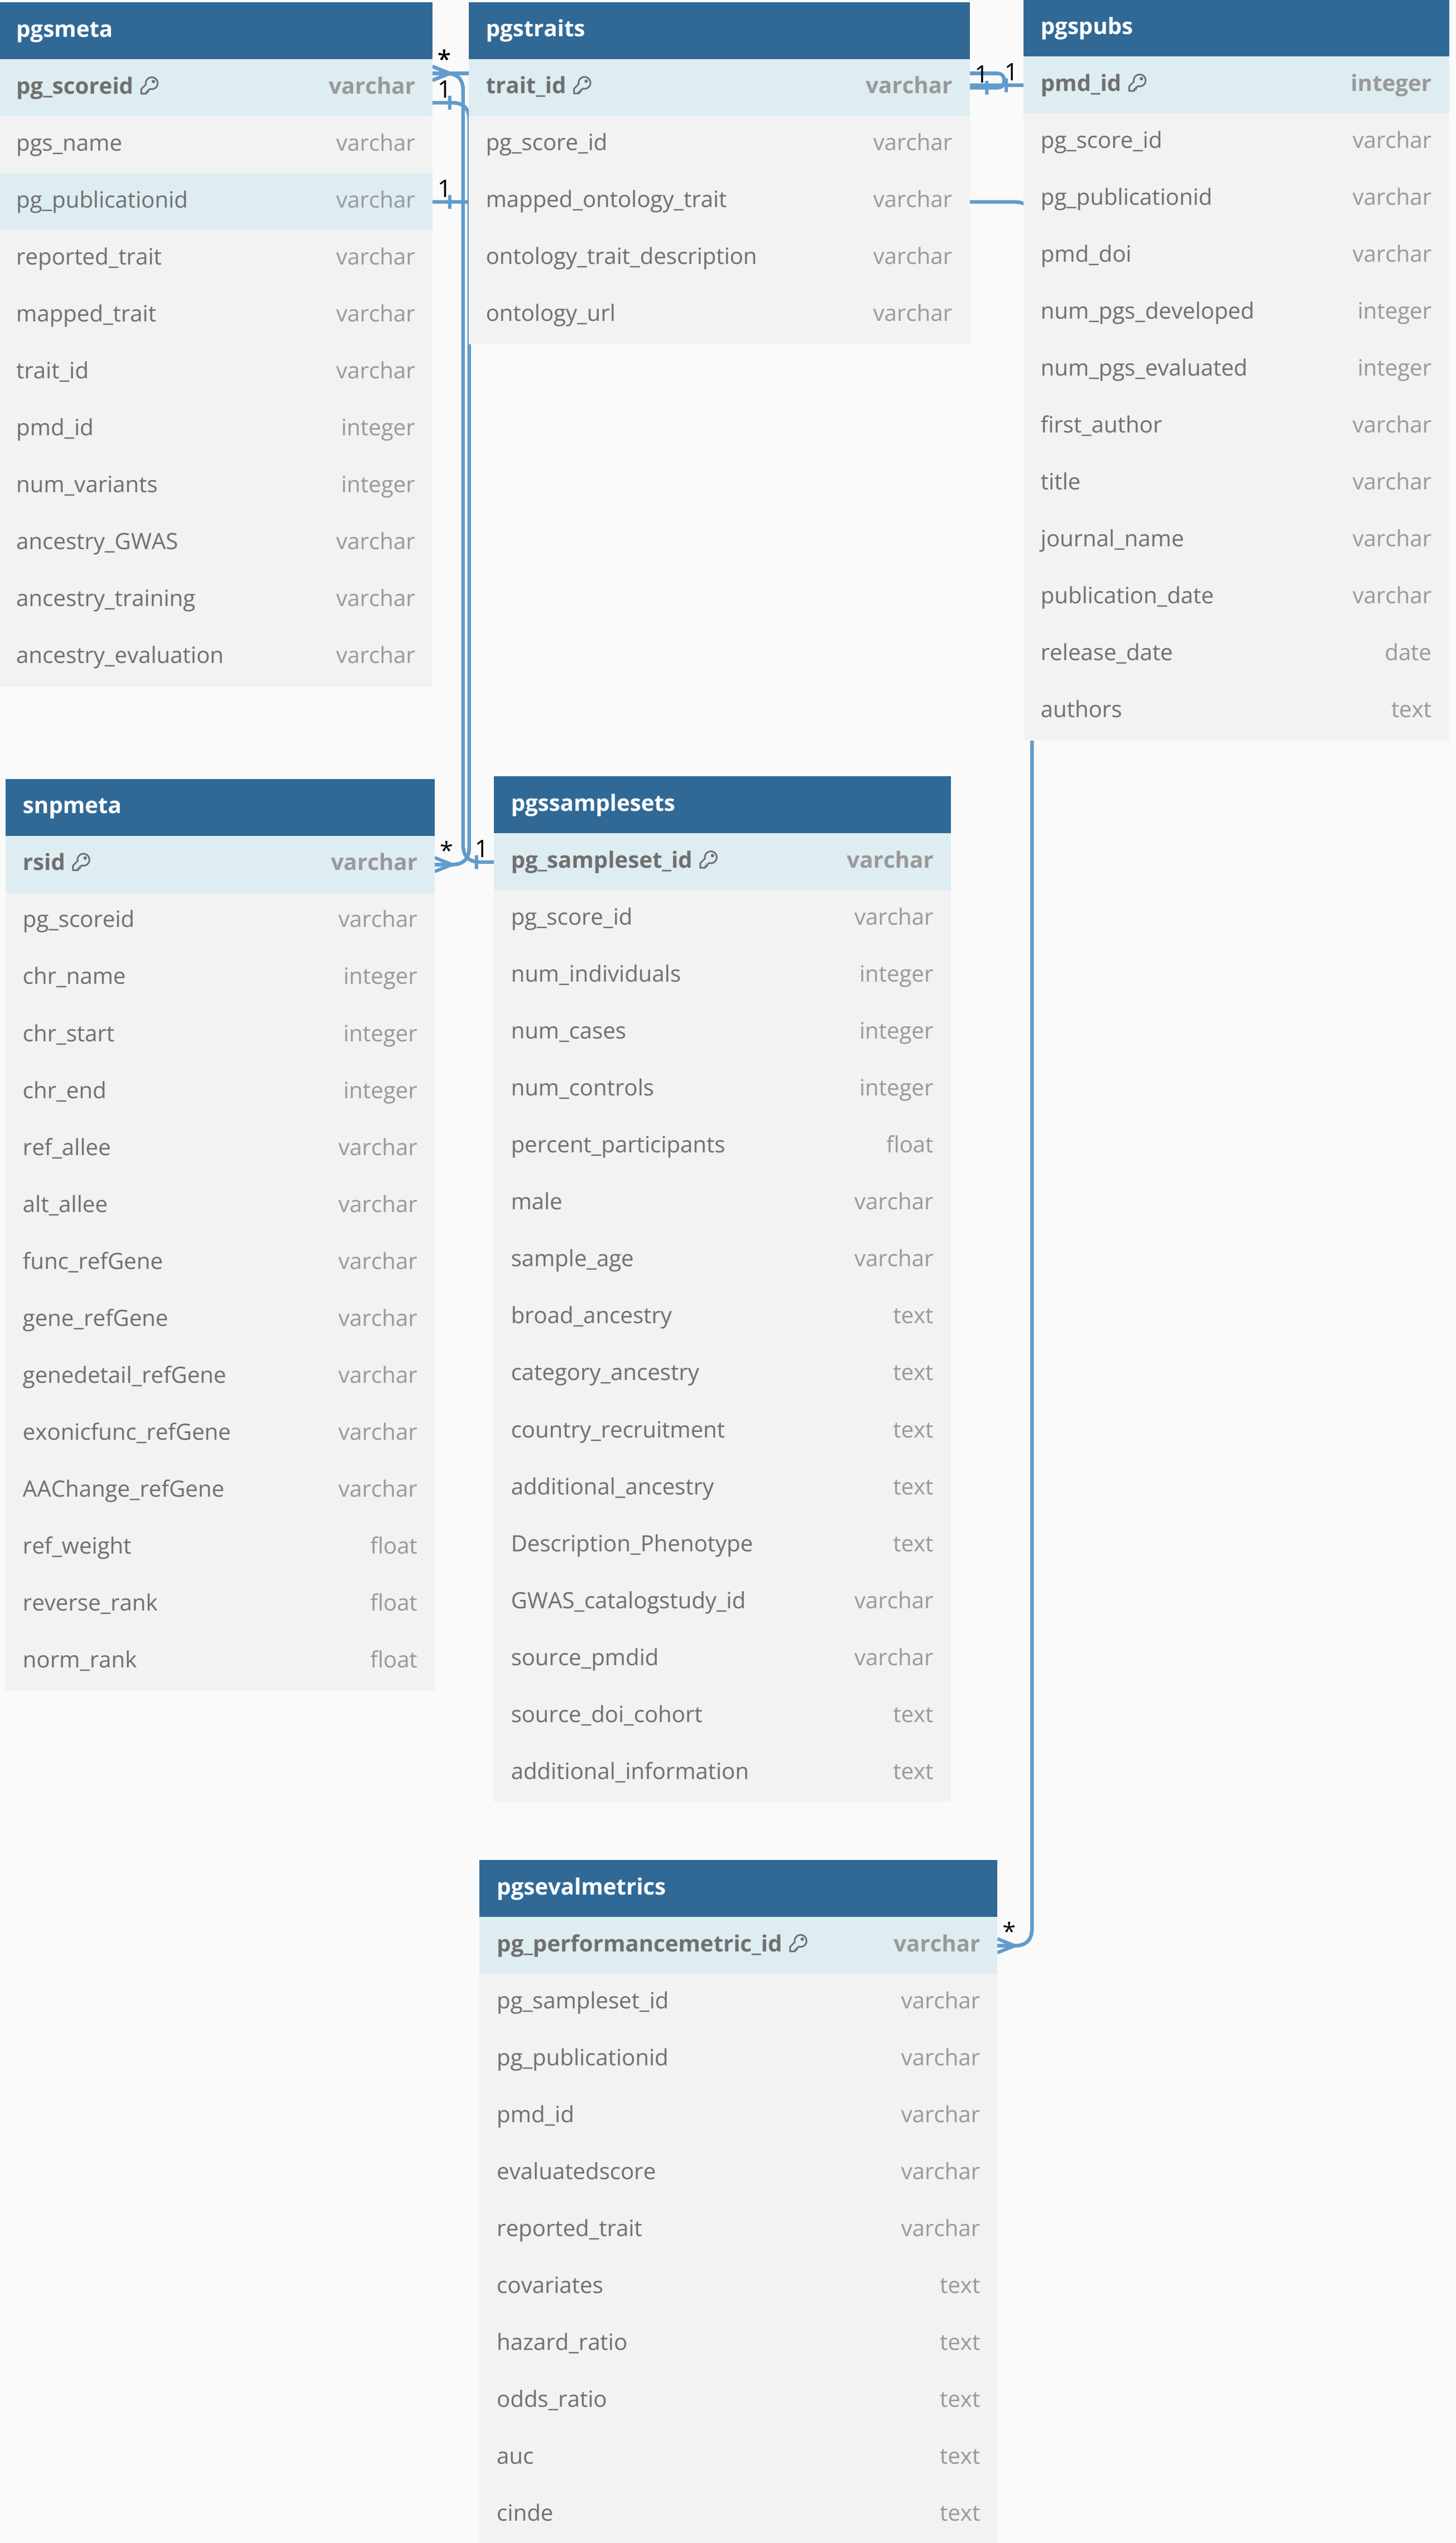 pgsmeta
pg_scoreid varchar
pgs_name varchar
pg_publicationid varchar
reported_trait varchar
mapped_trait varchar
trait_id varchar
pmd_id integer
num_variants integer
ancestry_GWAS varchar
ancestry_training varchar
ancestry_evaluation varchar
*
1
1
pgstraits
trait_id varchar
pg_score_id varchar
mapped_ontology_trait varchar
ontology_trait_description varchar
ontology_url varchar
1
1
pgspubs
pmd_id integer
pg_score_id varchar
pg_publicationid varchar
pmd_doi varchar
num_pgs_developed integer
num_pgs_evaluated integer
first_author varchar
title varchar
journal_name varchar
publication_date varchar
release_date date
authors text
snpmeta
rsid varchar
pg_scoreid varchar
chr_name integer
chr_start integer
chr_end integer
ref_allee varchar
alt_allee varchar
func_refGene varchar
gene_refGene varchar
genedetail_refGene varchar
exonicfunc_refGene varchar
AAChange_refGene varchar
ref_weight float
reverse_rank float
norm_rank float
*
1
pgssamplesets
pg_sampleset_id varchar
pg_score_id varchar
num_individuals integer
num_cases integer
num_controls integer
percent_participants float
male varchar
sample_age varchar
broad_ancestry text
category_ancestry text
country_recruitment text
additional_ancestry text
Description_Phenotype text
GWAS_catalogstudy_id varchar
source_pmdid varchar
source_doi_cohort text
additional_information text
pgsevalmetrics
pg_performancemetric_id varchar
*
pg_sampleset_id varchar
pg_publicationid varchar
pmd_id varchar
evaluatedscore varchar
reported_trait varchar
covariates text
hazard_ratio text
odds_ratio text
auc text
cinde text